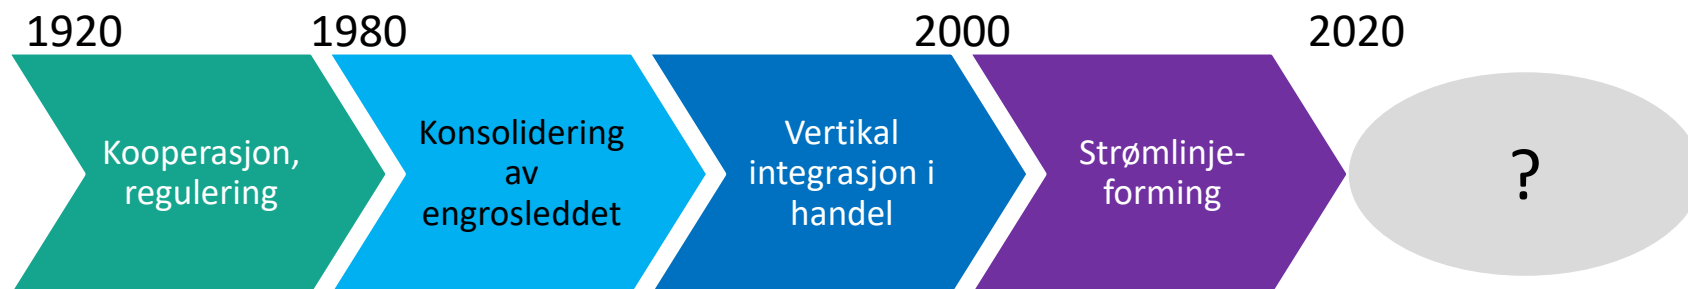 1920
1980
2000
2020
Kooperasjon,
regulering
Konsolidering
av
engrosleddet
Vertikal
integrasjon i
handel
Strømlinje-
forming
?